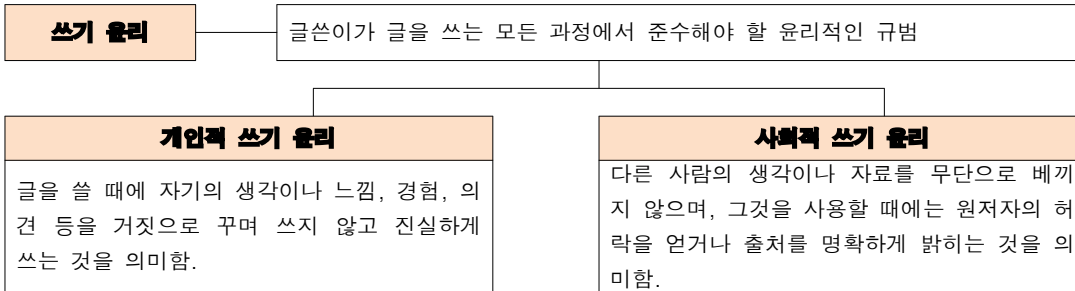 쓰기 윤리
글쓴이가 글을 쓰는 모든 과정에서 준수해야 할 윤리적인 규범
개인적 쓰기 윤리
글을 쓸 때에 자기의 생각이나 느낌, 경험, 의
견 등을 거짓으로 꾸며 쓰지 않고 진실하게
쓰는 것을 의미함.
사회적 쓰기 윤리
다른 사람의 생각이나 자료를 무단으로 베끼
지 않으며, 그것을 사용할 때에는 원저자의 허
락을 얻거나 출처를 명확하게 밝히는 것을 의
미함.